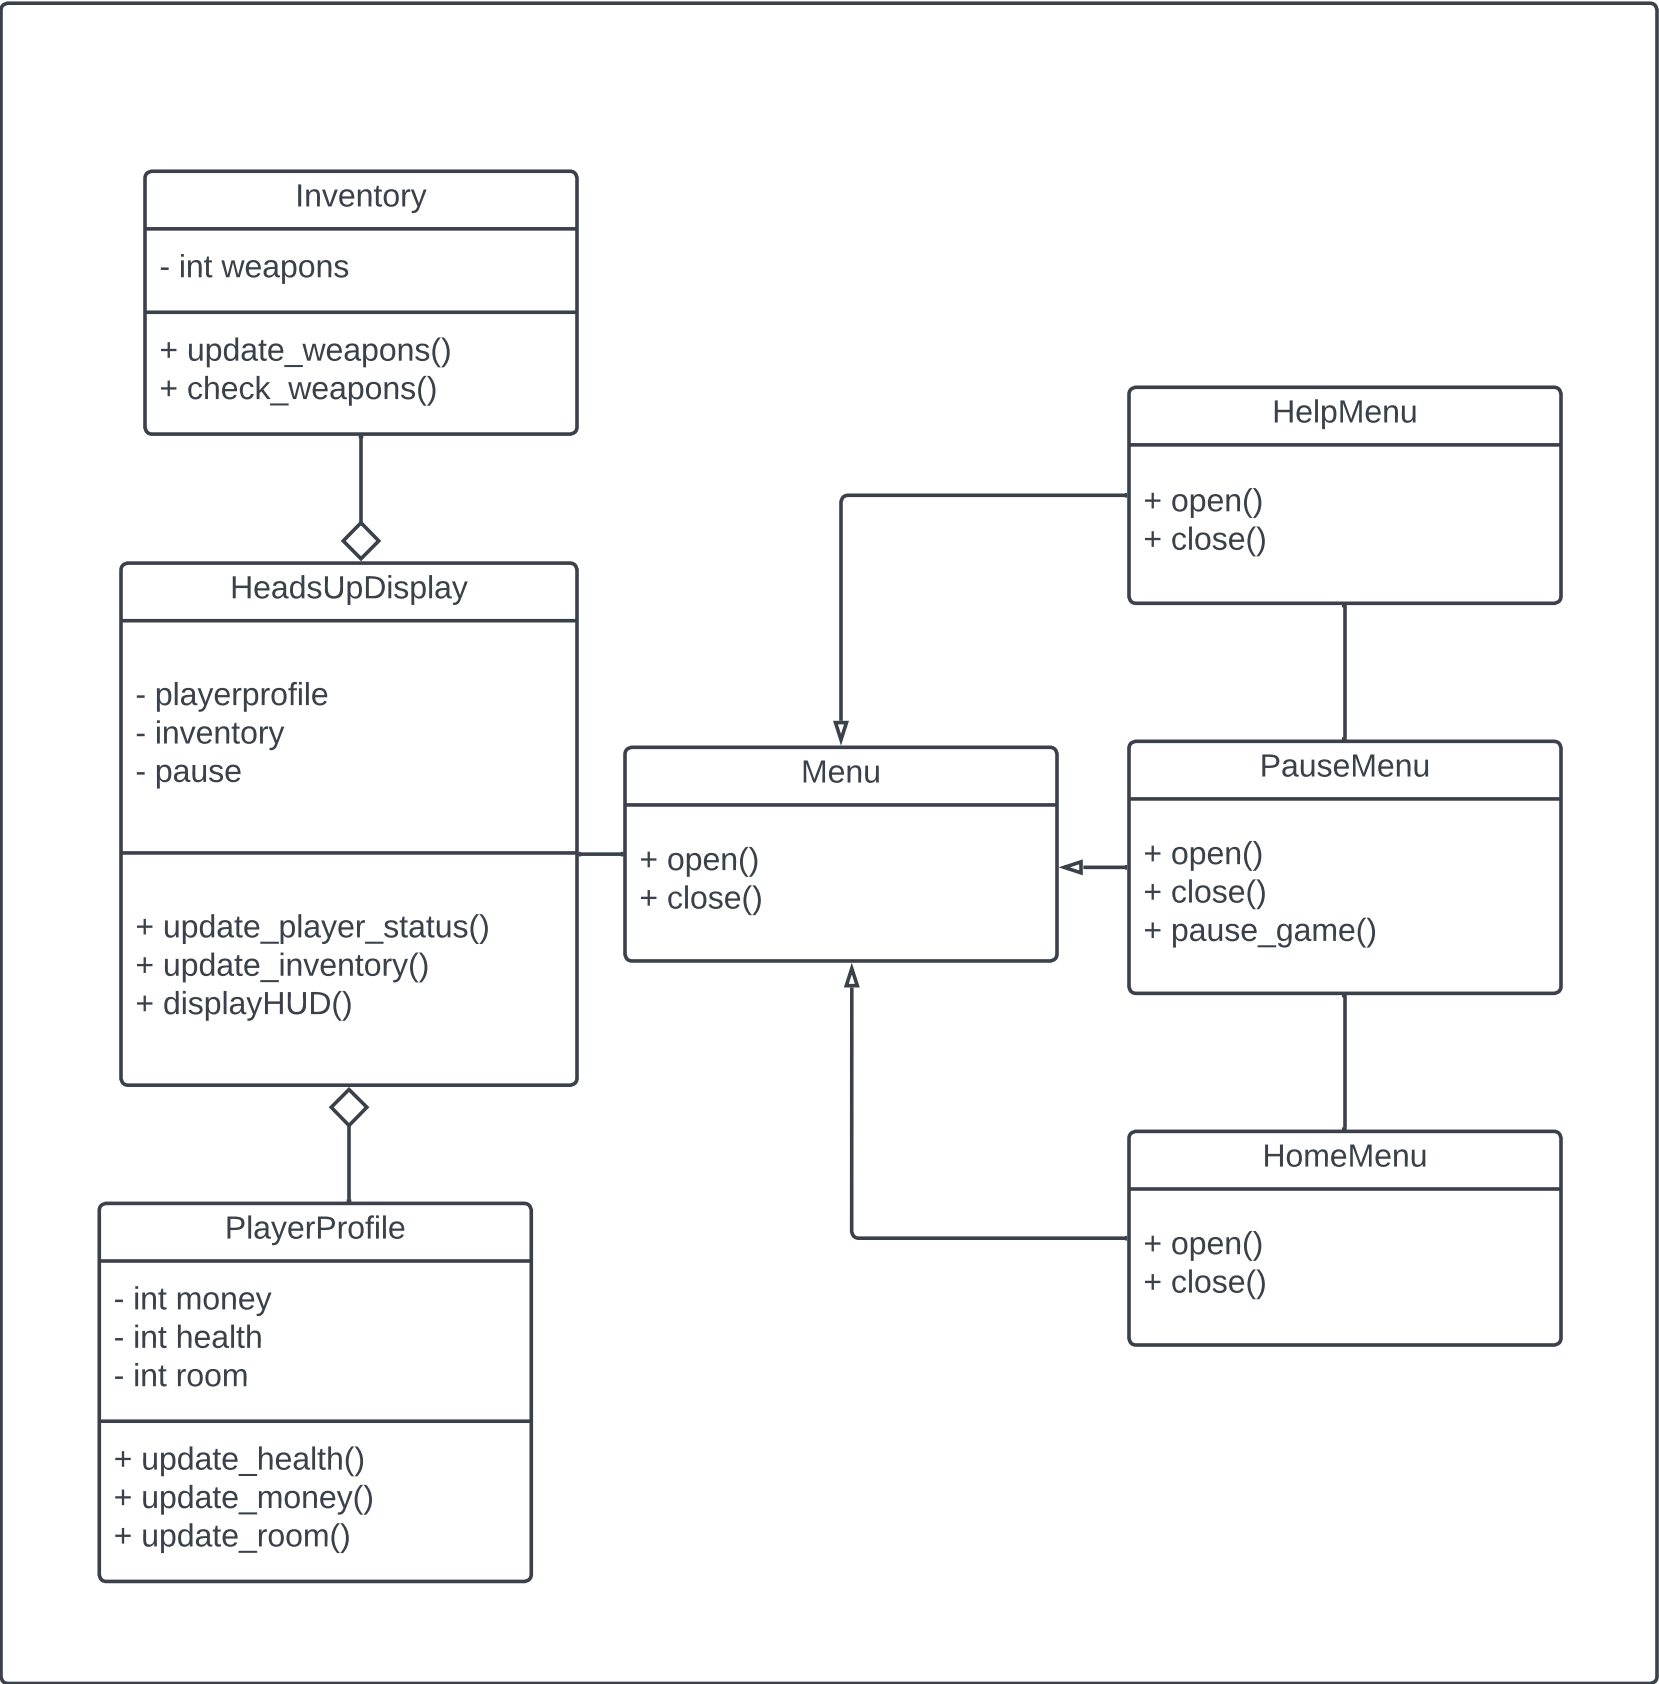 Inventory
- int weapons
+ update_weapons()
+ check_weapons()
HeadsUpDisplay
- playerprofile
- inventory
- pause
+ update_player_status()
+ update_inventory()
+ displayHUD()
PlayerProfile
- int money
- int health
- int room
+ update_health()
+ update_money()
+ update_room()
Menu
+ open()
+ close()
HelpMenu
+ open()
+ close()
PauseMenu
+ open()
+ close()
+ pause_game()
HomeMenu
+ open()
+ close()